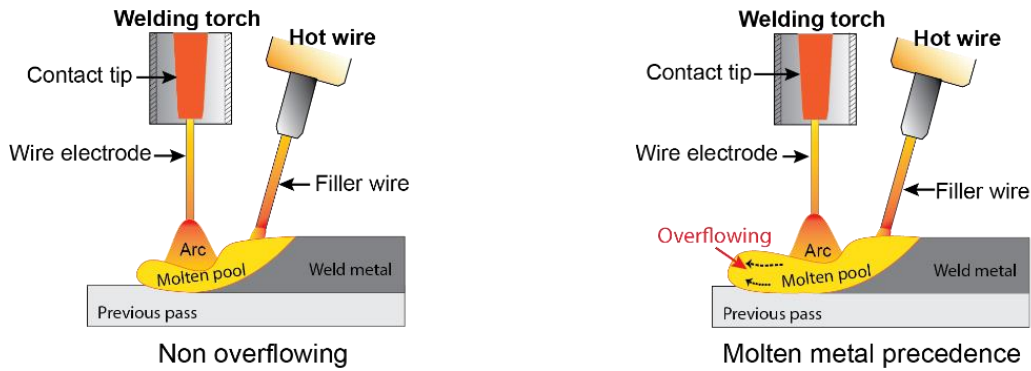 Welding torch
Hot wire
Contact tip
Wire electrode
Filler wire
Arc
Molten pool
Weld metal
Previous pass
Non overflowing
Welding torch
Hot wire
Contact tip
Wire electrode
Filler wire
Overflowing
Arc
Molten pool
Weld metal
Previous pass
Molten metal precedence